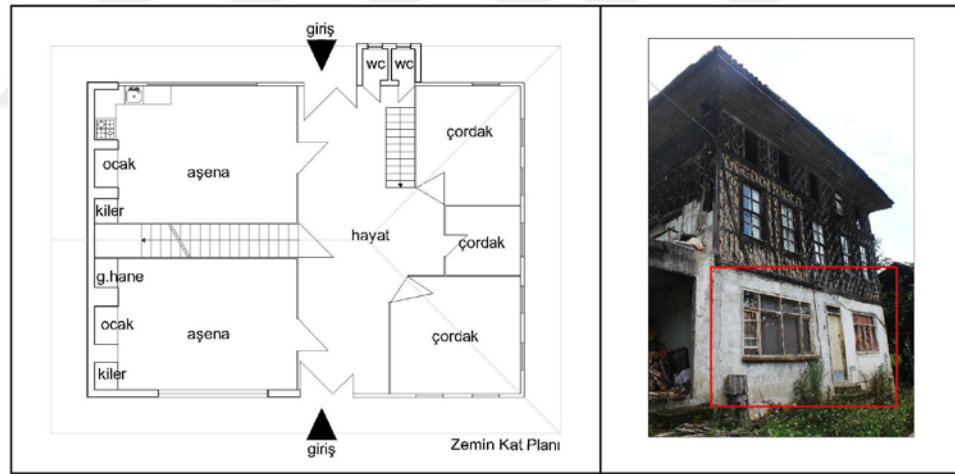 giriş
wc wc
çordak
ocak
aşena
kiler
hayat
çordak
g.hane
ocak
aşena
çordak
kiler
giriş
Zemin Kat Planı